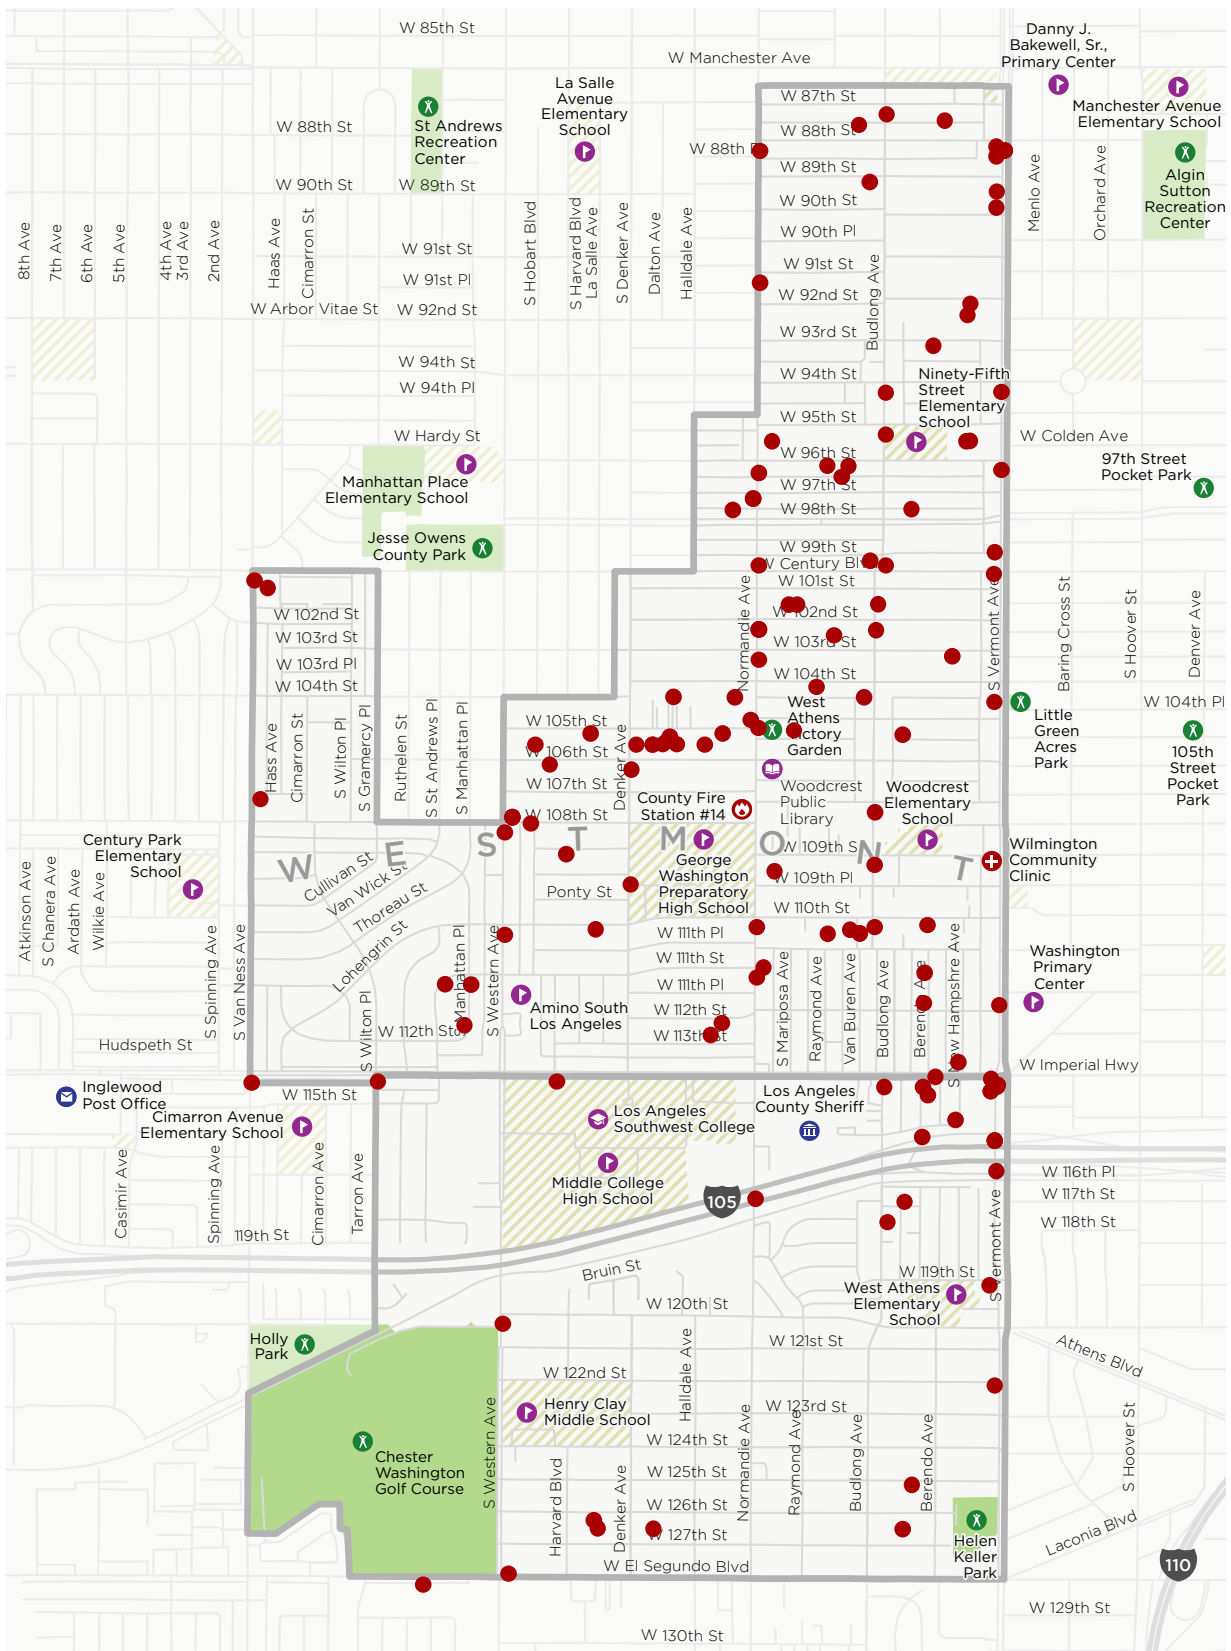 W 85th St
W Manchester Ave
Danny J.
Bakewell, Sr.,
Primary Center
La Salle
Avenue
Elementary
School
Manchester Avenue
Elementary School
W 87th St
W 88th St
St Andrews
Recreation
Center
W 88th St
W 88th P
W 89th St
W 90th St
W 89th St
W 90th St
Algin
Sutton
Recreation
Center
Menlo Ave
Orchard Ave
8th Ave
7th Ave
6th Ave
5th Ave
4th Ave
3rd Ave
2nd Ave
Haas Ave
Cimarron St
S Hobart Blvd
S Harvard Blvd
La Salle Ave
S Denker Ave
Dalton Ave
Halldale Ave
W 91st St
W 91st Pl
W Arbor Vitae St
W 92nd St
W 90th Pl
W 91st St
W 92nd St
Budlong Ave
W 93rd St
W 94th St
W 94th Pl
W 94th St
Ninety-Fifth
Street
Elementary
School
W 95th St
W Hardy St
W Colden Ave
W 96th St
97th Street
Pocket Park
Manhattan Place
Elementary School
W 97th St
W 98th St
Jesse Owens
County Park
W 99th St
W Century Blv
W 101st St
W 102nd St
W 102nd St
W 103rd St
W 103rd St
W 103rd Pl
W 104th St
W 104th St
Normandie Ave
S Vermont Ave
Baring Cross St
S Hoover St
Denver Ave
W 104th Pl
Hass Ave
Cimarron St
S Wilton Pl
S Gramercy Pl
Ruthelen St
S St Andrews Pl
S Manhattan Pl
W 105th St
W 106th St
W 107th St
W 108th St
Denker Ave
West
Athens
Victory
Garden
Little
Green
Acres
Park
105th
Street
Pocket
Park
County Fire
Station #14
Woodcrest
Public
Library
Woodcrest
Elementary
School
WESTMONT
Century Park
Elementary
School
Cullivan St
Van Wick St
Thoreau St
Lohengrin St
George
Washington
Preparatory
High School
W 109th S
W 109th Pl
Wilmington
Community
Clinic
Ponty St
W 110th St
Atkinson Ave
S Chanera Ave
Ardath Ave
Wilkie Ave
S Spinning Ave
S Van Ness Ave
S Wilton Pl
Manhattan Pl
S Western Ave
W 111th Pl
W 111th St
W 111th Pl
W 112th St
W 113th St
S Mariposa Ave
Raymond Ave
Van Buren Ave
Budlong Ave
Berendo Ave
S New Hampshire Ave
Washington
Primary
Center
Amino South
Los Angeles
W 112th St
Hudspeth St
W Imperial Hwy
Inglewood
Post Office
W 115th St
Los Angeles
County Sheriff
Cimarron Avenue
Elementary School
Los Angeles
Southwest College
Middle College
High School
Casimir Ave
Spinning Ave
Cimarron Ave
Tarron Ave
119th St
105
W 116th Pl
W 117th St
W 118th St
Bruin St
W 119th St
S Vermont Ave
West Athens
Elementary
School
W 120th St
Holly
Park
W 121st St
Athens Blvd
W 122nd St
Halldale Ave
Henry Clay
Middle School
W 123rd St
W 124th St
Chester
Washington
Golf Course
S Western Ave
Harvard Blvd
Denker Ave
Normandie Ave
Raymond Ave
Budlong Ave
Berendo Ave
S Hoover St
W 125th St
W 126th St
W 127th St
Laconia Blvd
Helen
Keller
Park
W El Segundo Blvd
110
W 129th St
W 130th St